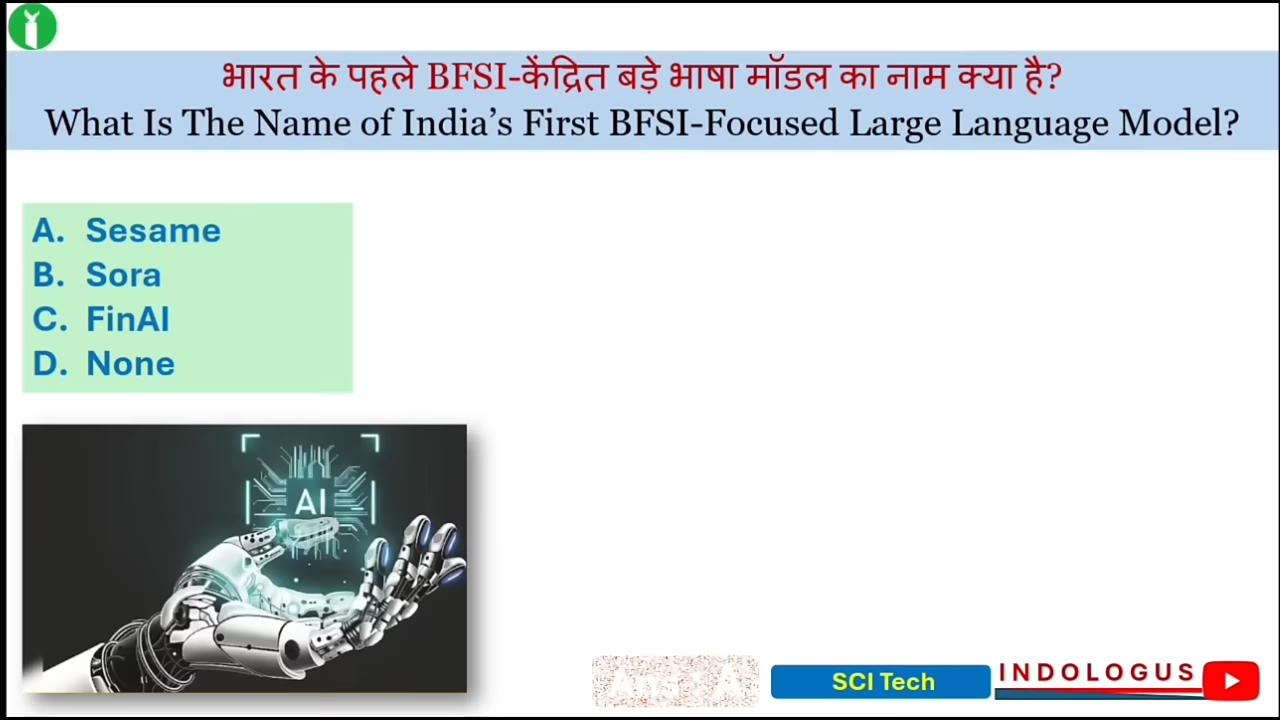 भारत के पहले BFSI-केंद्रित बड़े भाषा मॉडल का नाम क्या है?
What Is The Name of India’s First BFSI-Focused Large Language Model?
A. Sesame
B. Sora
C. FinAI
D. None
AI
SCI Tech
INDOLOGUS